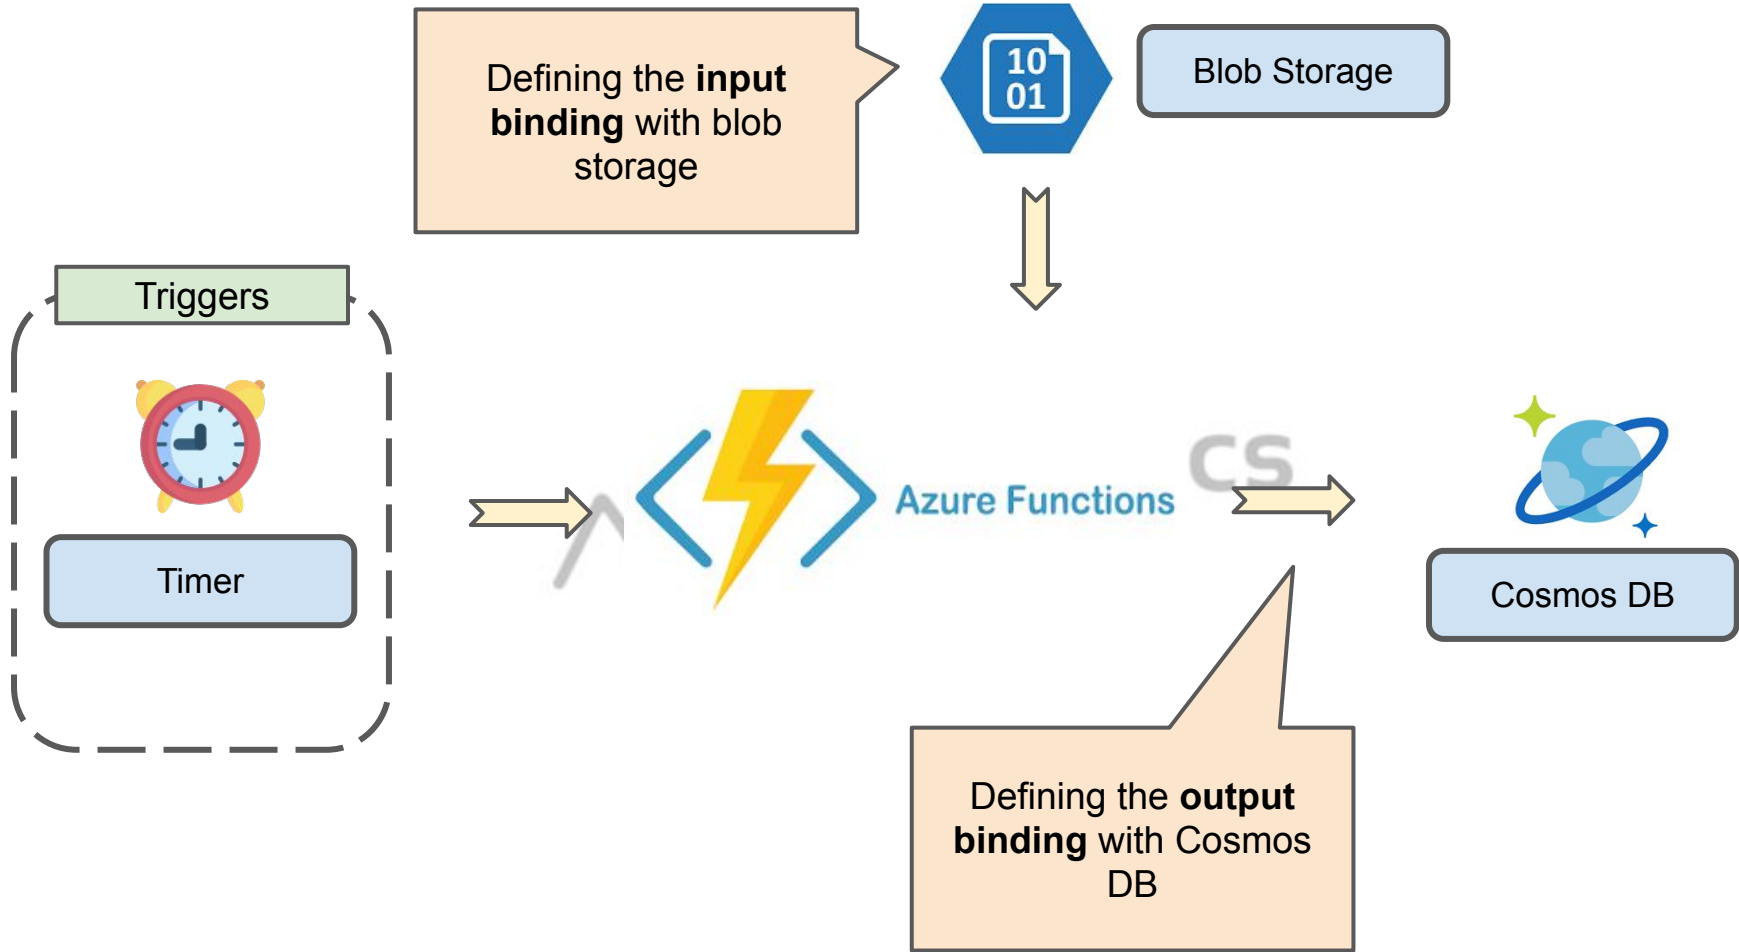 Defining the input
binding with blob
storage
10
01
Blob Storage
Triggers
Timer
Azure Functions
CS
Cosmos DB
Defining the output
binding with Cosmos
DB